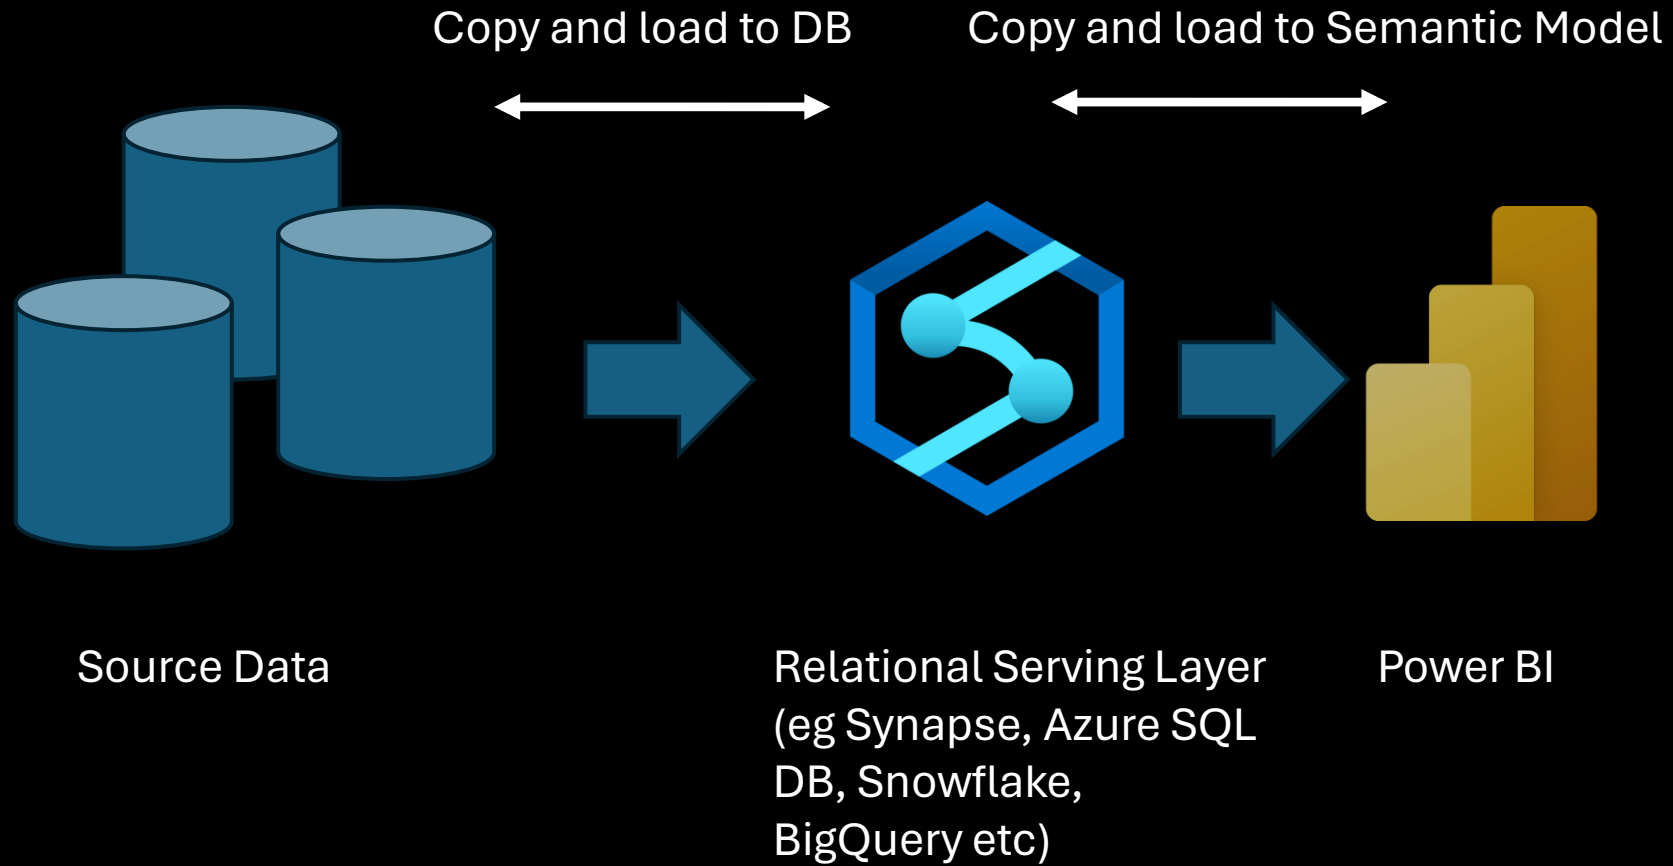 Copy and load to DB
Copy and load to Semantic Model
Source Data
Relational Serving Layer
(eg Synapse, Azure SQL
DB, Snowflake,
BigQuery etc)
Power BI